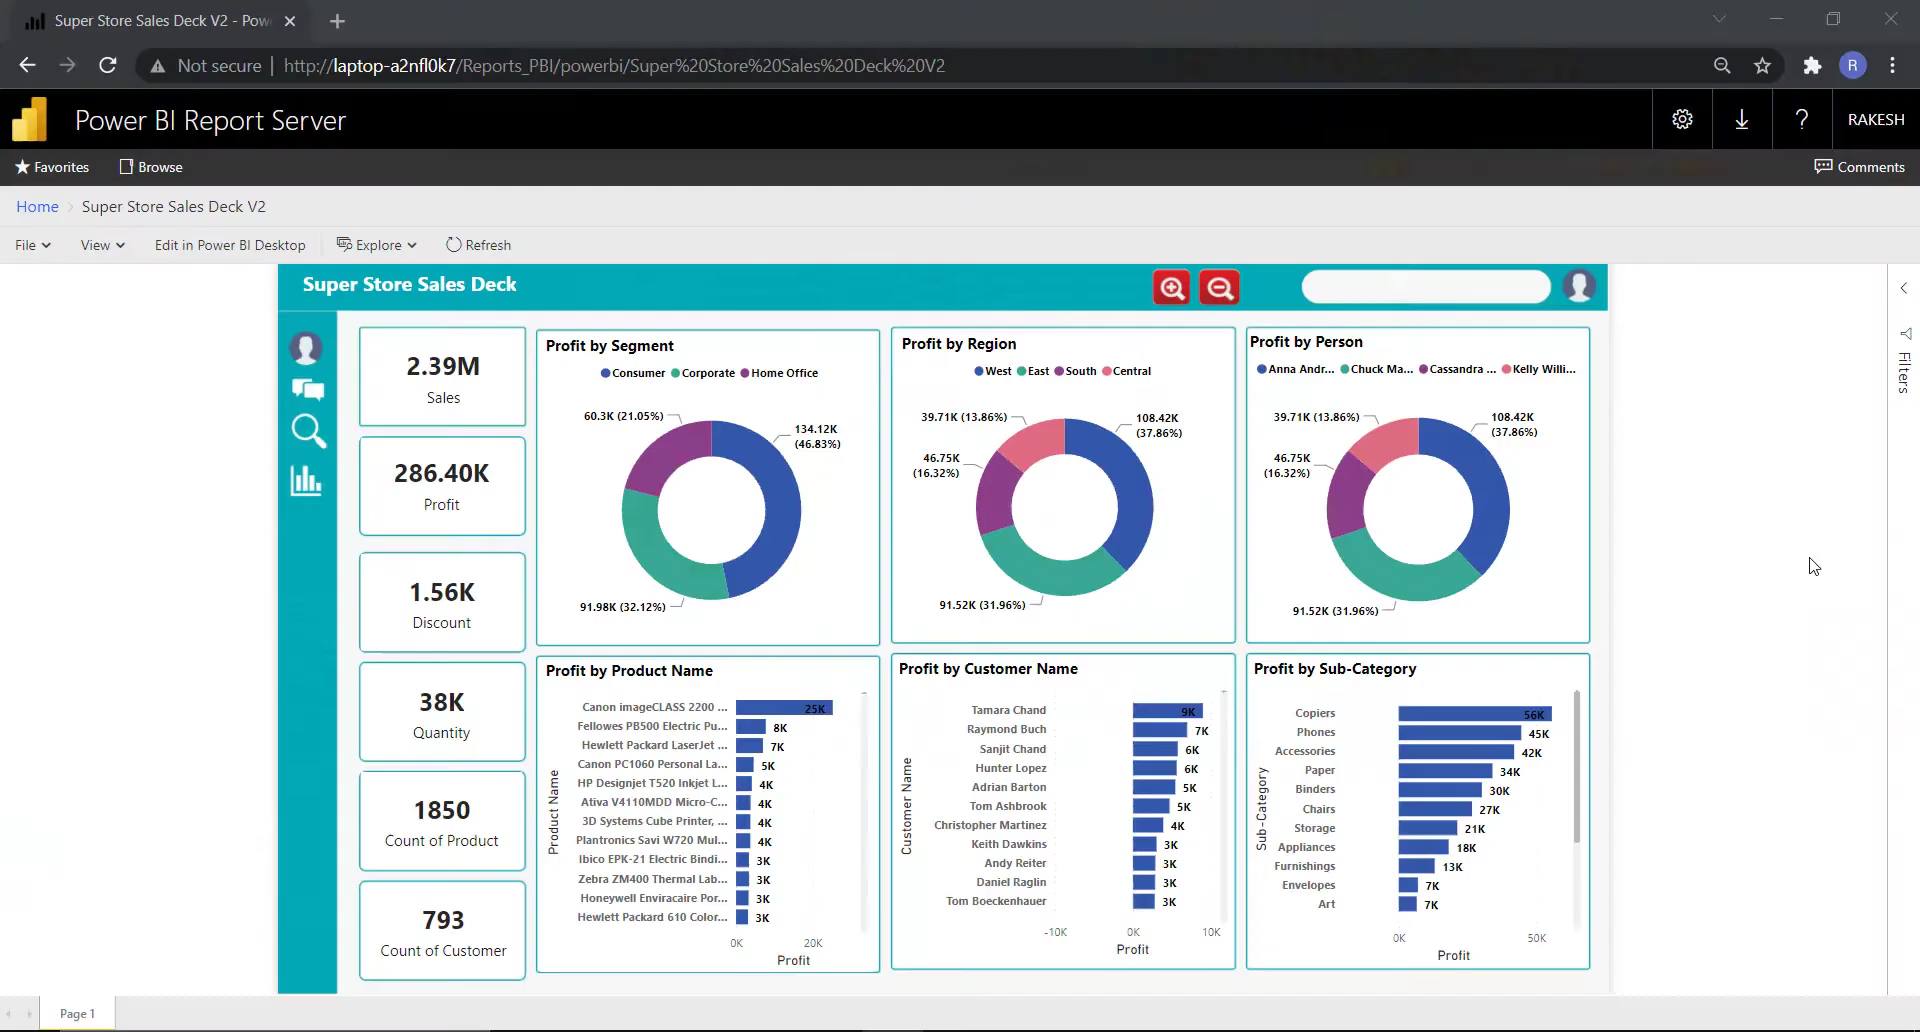 Super Store Sales Deck V2 - Pow
Not secure | http://laptop-a2nfl0k7/Reports_PBI/powerbi/Super%20Store%20Sales%20Deck%20V2
R
Power BI Report Server
?
RAKESH
Favorites
Browse
Comments
Home > Super Store Sales Deck V2
File
View
Edit in Power BI Desktop
Explore
Refresh
Super Store Sales Deck
Filters
2.39M
Sales
286.40K
Profit
1.56K
Discount
38K
Quantity
1850
Count of Product
793
Count of Customer
Profit by Segment
Consumer Corporate Home Office
60.3K (21.05%)
134.12K
(46.83%)
91.98K (32.12%)
Profit by Region
West East South Central
39.71K (13.86%)
108.42K
(37.86%)
46.75K
(16.32%)
91.52K (31.96%)
Profit by Person
Anna Andr... Chuck Ma... Cassandra ... Kelly Willi...
39.71K (13.86%)
108.42K
(37.86%)
46.75K
(16.32%)
91.52K (31.96%)
Profit by Product Name
Product Name
Canon imageCLASS 2200 ... 25K
Fellowes PB500 Electric Pu... 8K
Hewlett Packard LaserJet ... 7K
Canon PC1060 Personal La... 5K
HP Designjet T520 Inkjet L... 4K
Ativa V4110MDD Micro-C... 4K
3D Systems Cube Printer, ... 4K
Plantronics Savi W720 Mul... 4K
Ibico EPK-21 Electric Bindi... 3K
Zebra ZM400 Thermal Lab... 3K
Honeywell Enviracaire Por... 3K
Hewlett Packard 610 Color... 3K
0K 20K
Profit
Profit by Customer Name
Customer Name
Tamara Chand 9K
Raymond Buch 7K
Sanjit Chand 6K
Hunter Lopez 6K
Adrian Barton 5K
Tom Ashbrook 5K
Christopher Martinez 4K
Keith Dawkins 3K
Andy Reiter 3K
Daniel Raglin 3K
Tom Boeckenhauer 3K
-10K 0K 10K
Profit
Profit by Sub-Category
Sub-Category
Copiers 56K
Phones 45K
Accessories 42K
Paper 34K
Binders 30K
Chairs 27K
Storage 21K
Appliances 18K
Furnishings 13K
Envelopes 7K
Art 7K
0K 50K
Profit
Page 1